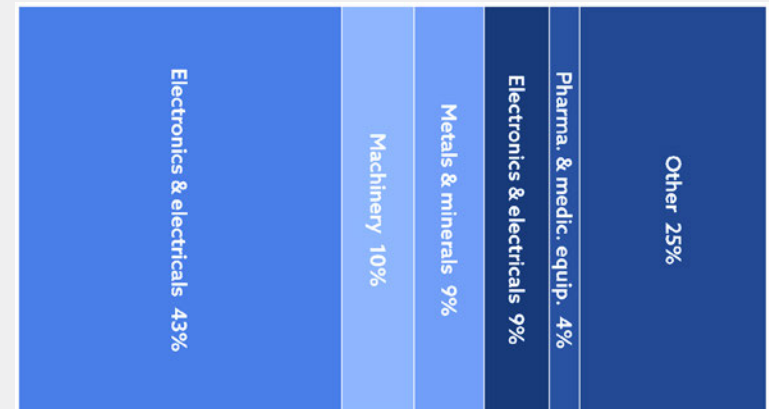 Electronics & electricals 43%
Machinery 10%
Metals & minerals 9%
Electronics & electricals 9%
Pharma. & medic. equip. 4%
Other 25%